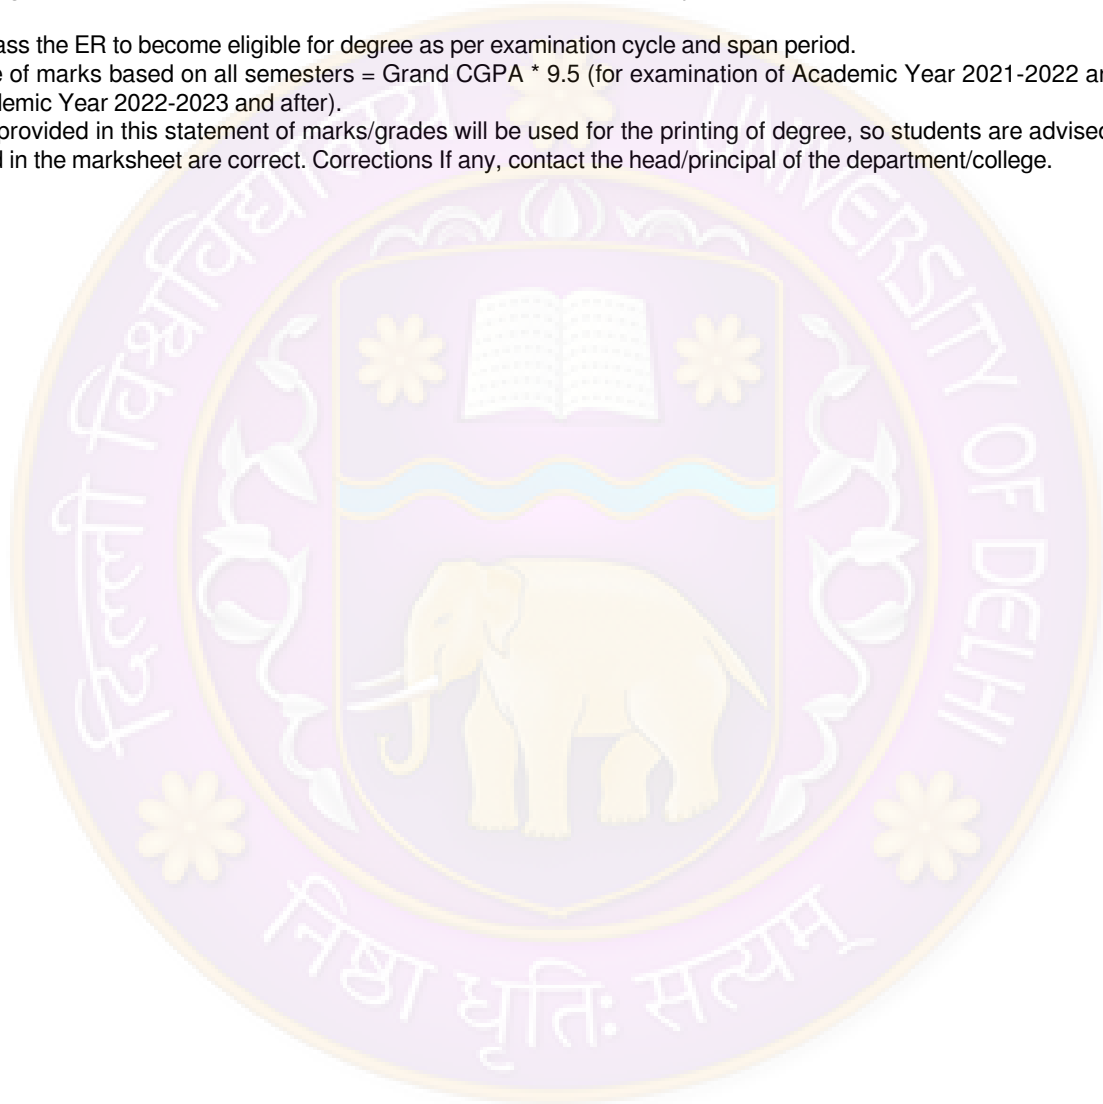 ass the ER to become eligible for degree as per examination cycle and span period.
e of marks based on all semesters = Grand CGPA * 9.5 (for examination of Academic Year 2021-2022 an
demic Year 2022-2023 and after).
provided in this statement of marks/grades will be used for the printing of degree, so students are advised
d in the marksheet are correct. Corrections If any, contact the head/principal of the department/college.
दिल्ली विश्वविद्यालय
UNIVERSITY OF DELHI
निष्ठा धृतिः सत्यम्